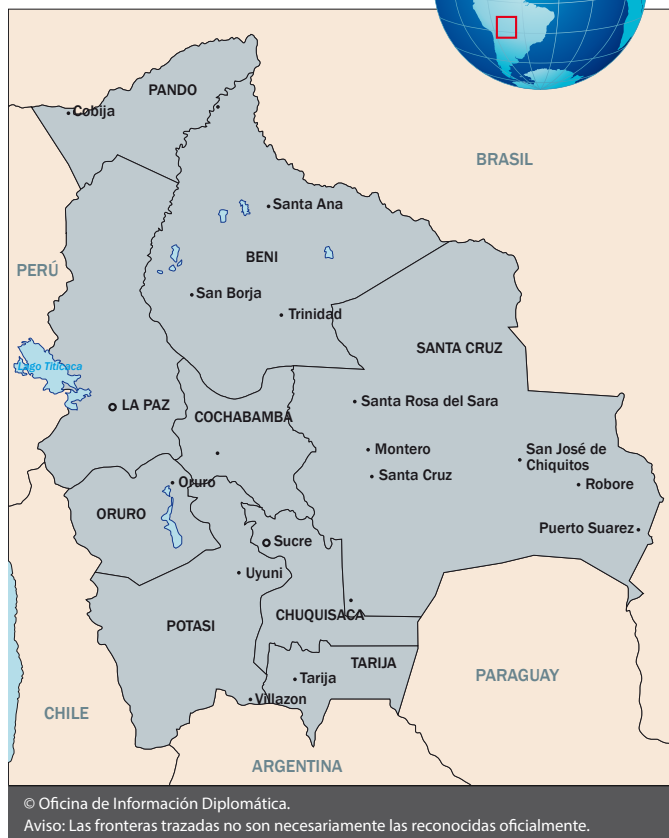 PANDO
Cobija
BRASIL
Santa Ana
BENI
PERÚ
San Borja
Trinidad
SANTA CRUZ
Lago Titicaca
LA PAZ
Santa Rosa del Sara
COCHABAMBA
Montero
San José de
Chiquitos
Santa Cruz
Oruro
Robore
ORURO
Puerto Suarez
Sucre
Uyuni
CHUQUISACA
POTASI
TARIJA
Tarija
PARAGUAY
Villazon
CHILE
ARGENTINA
© Oficina de Información Diplomática.
Aviso: Las fronteras trazadas no son necesariamente las reconocidas oficialmente.